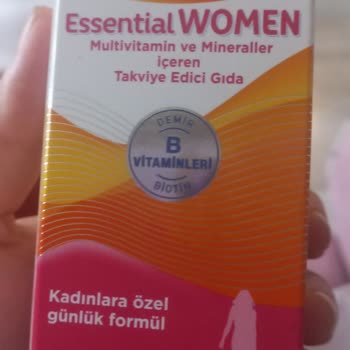 Essential WOMEN
Multivitamin ve Mineraller
içeren
Takviye Edici Gıda
DEMİR
B
VİTAMİNLERİ
BİOTİN
Kadınlara özel
günlük formül